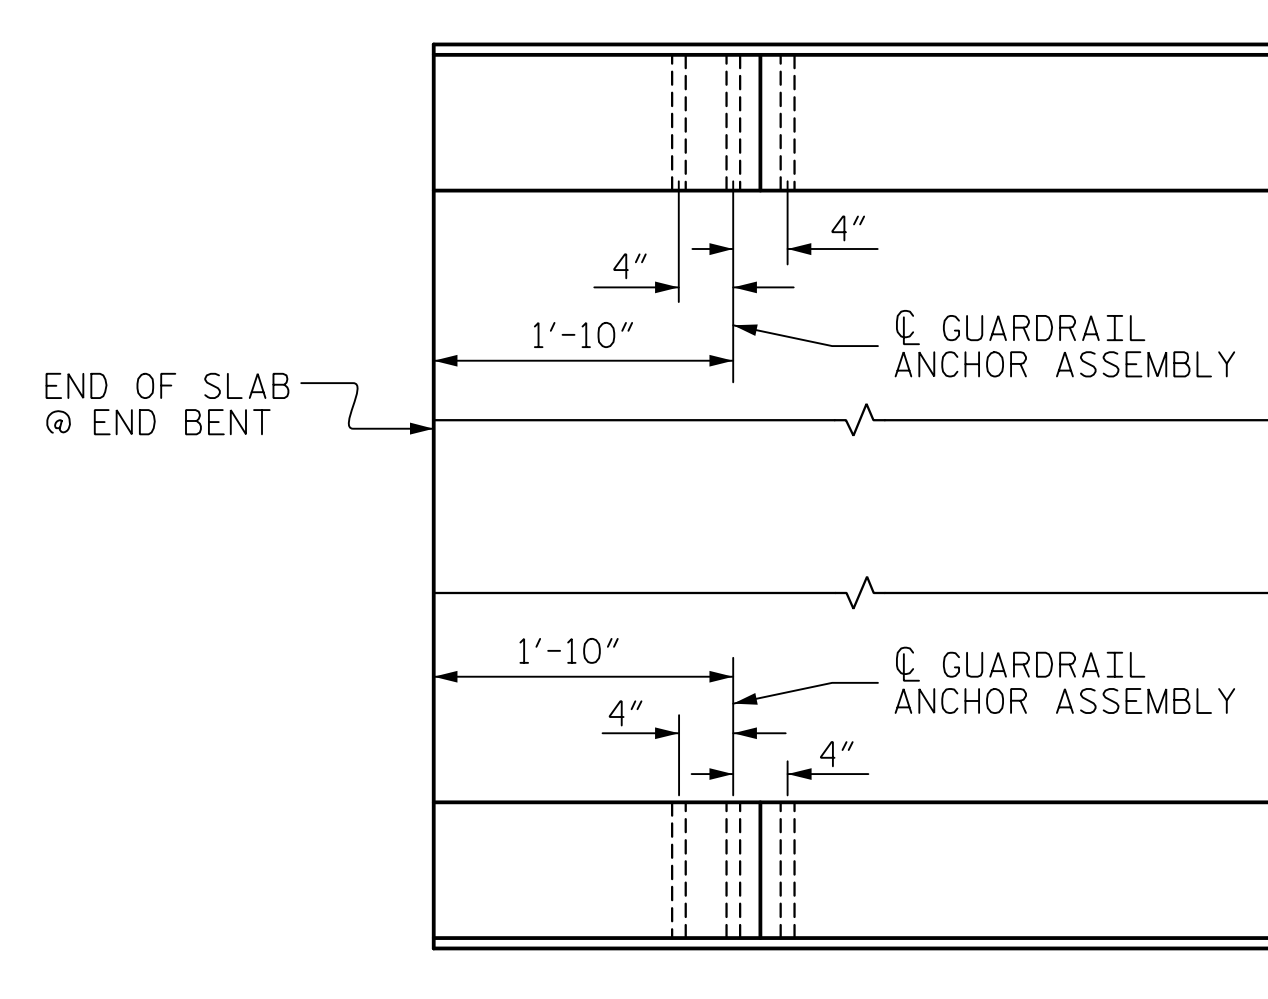 4"
4"
1'-10"
℄ GUARDRAIL
ANCHOR ASSEMBLY
END OF SLAB
@ END BENT
1'-10"
℄ GUARDRAIL
ANCHOR ASSEMBLY
4"
4"